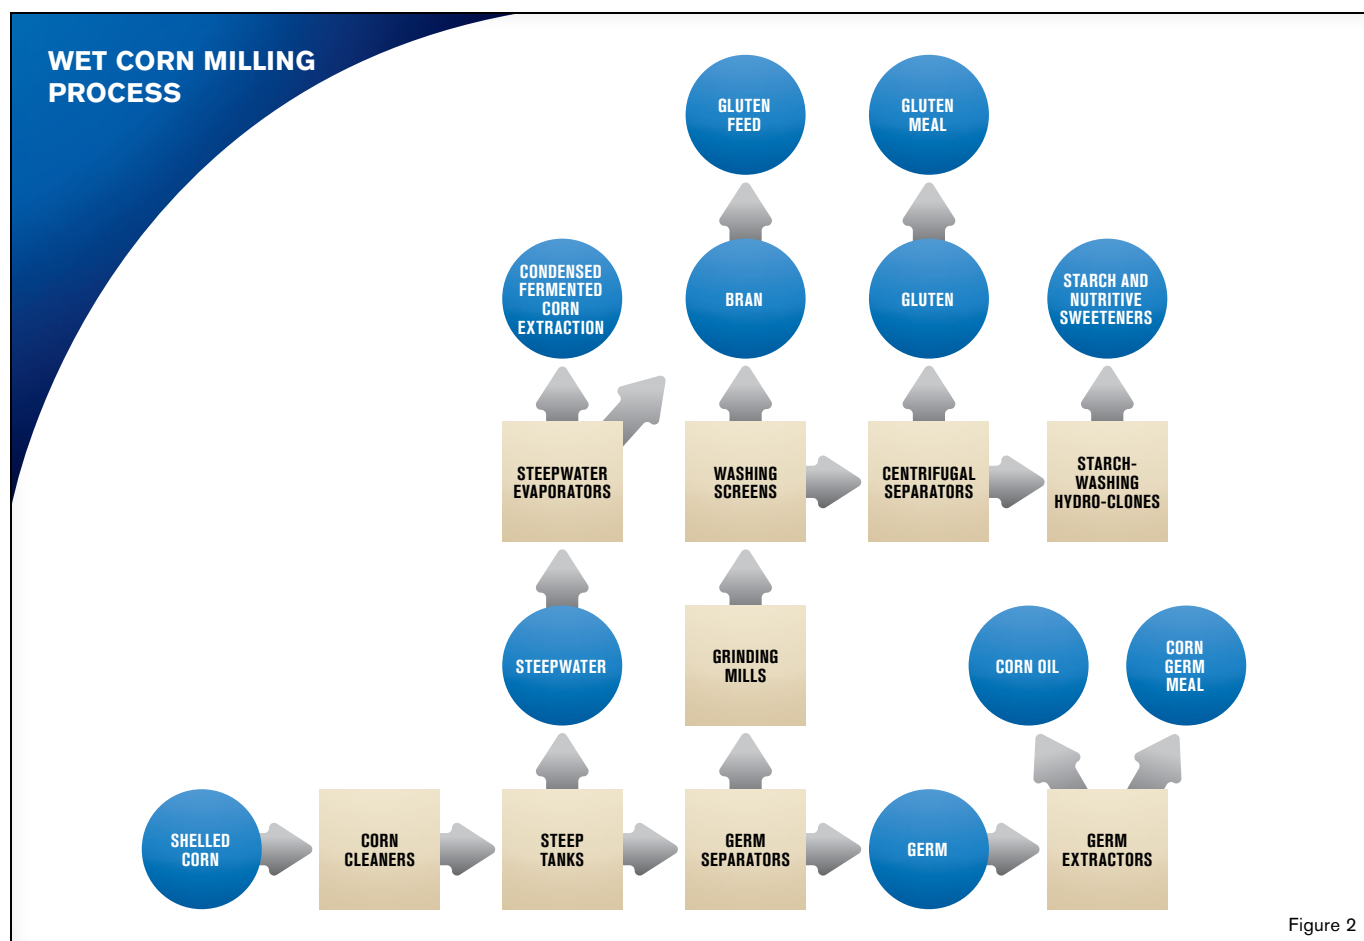 WET CORN MILLING
PROCESS
GLUTEN
FEED
GLUTEN
MEAL
CONDENSED
FERMENTED
CORN
EXTRACTION
BRAN
GLUTEN
STARCH AND
NUTRITIVE
SWEETENERS
STEEPWATER
EVAPORATORS
WASHING
SCREENS
CENTRIFUGAL
SEPARATORS
STARCH-
WASHING
HYDRO-CLONES
STEEPWATER
GRINDING
MILLS
CORN OIL
CORN
GERM
MEAL
SHELLED
CORN
CORN
CLEANERS
STEEP
TANKS
GERM
SEPARATORS
GERM
GERM
EXTRACTORS
Figure 2